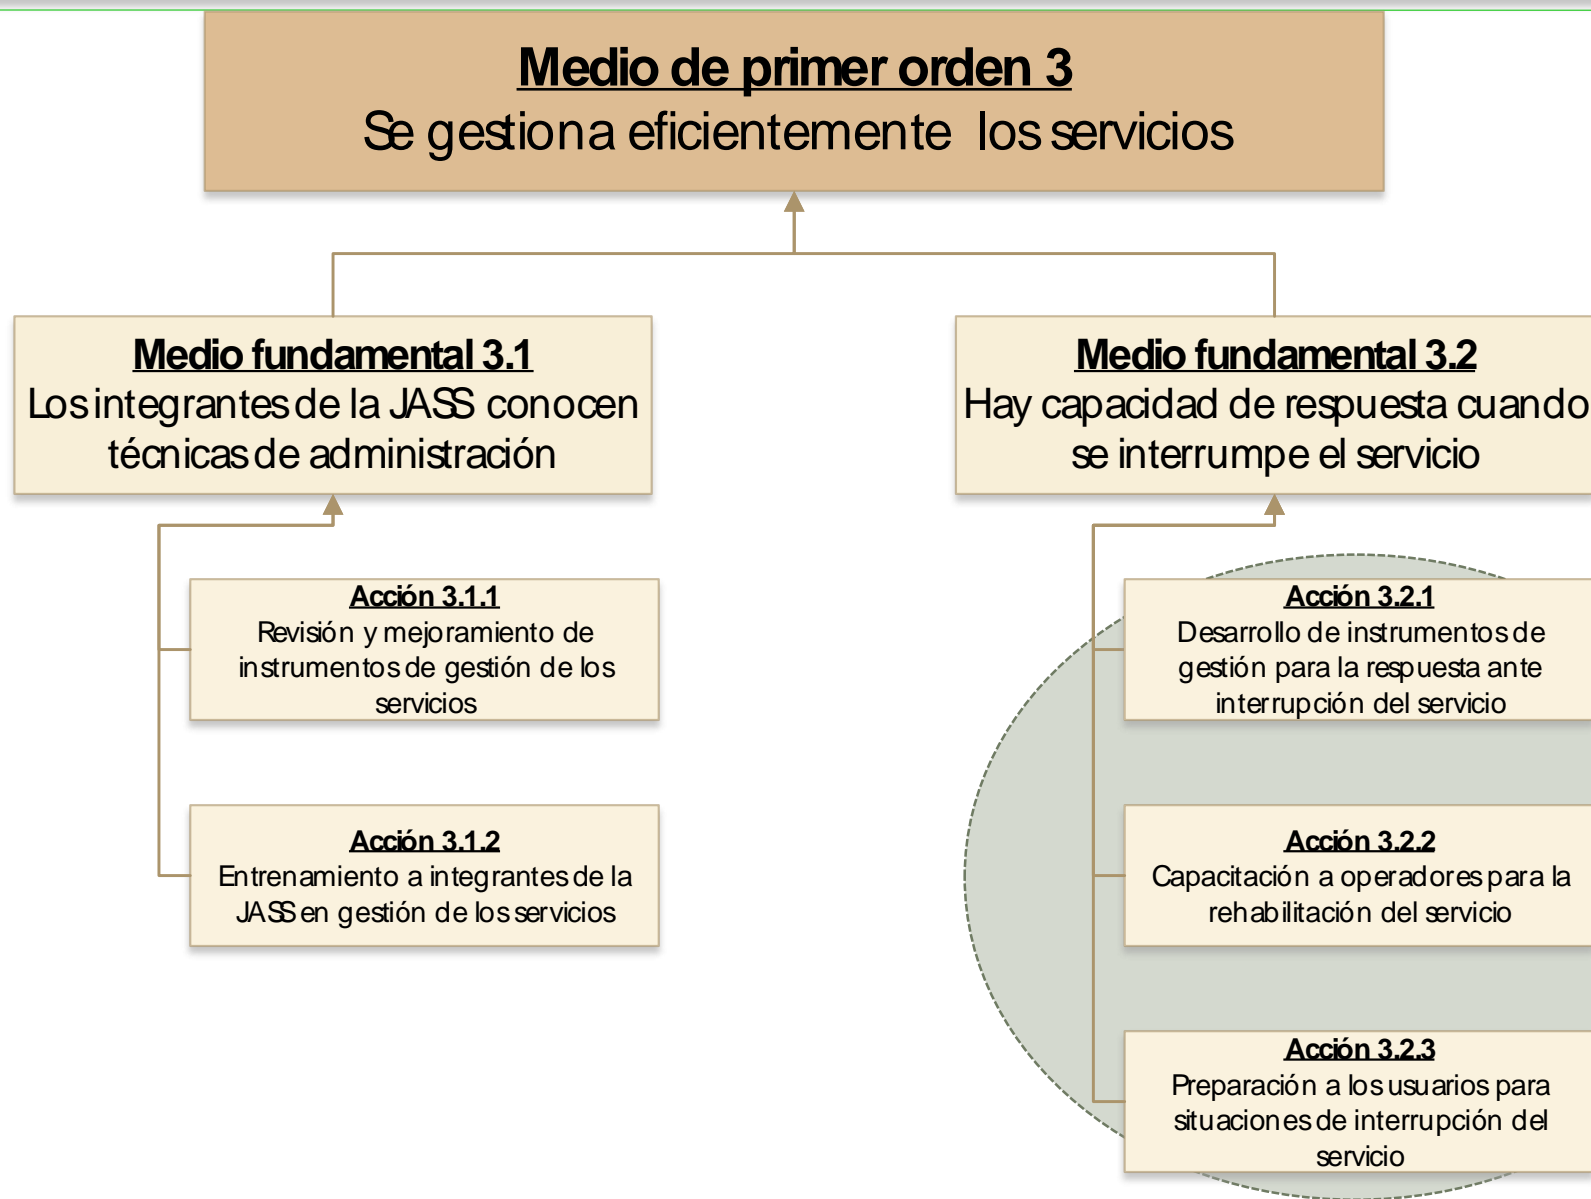 Medio de primer orden 3
Se gestiona eficientemente los servicios
Medio fundamental 3.1
Los integrantes de la JASS conocen
técnicas de administración
Acción 3.1.1
Revisión y mejoramiento de
instrumentos de gestión de los
servicios
Acción 3.1.2
Entrenamiento a integrantes de la
JASS en gestión de los servicios
Medio fundamental 3.2
Hay capacidad de respuesta cuando
se interrumpe el servicio
Acción 3.2.1
Desarrollo de instrumentos de
gestión para la respuesta ante
interrupción del servicio
Acción 3.2.2
Capacitación a operadores para la
rehabilitación del servicio
Acción 3.2.3
Preparación a los usuarios para
situaciones de interrupción del
servicio